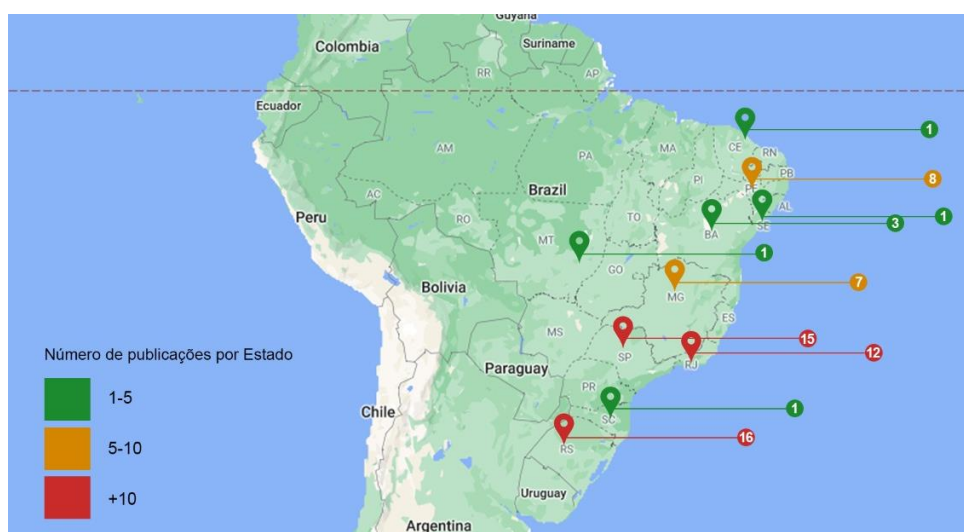 Guyana
Colombia
Suriname
RR
AP
Ecuador
1
CE
RN
AM
PA
MA
8
PB
PI
PE
Brazil
AC
AL
1
Peru
RO
TO
SE
3
BA
MT
1
GO
Bolivia
7
MG
ES
MS
15
SP
12
RJ
Número de publicações por Estado
Paraguay
PR
1-5
1
Chile
SC
16
5-10
RS
Uruguay
+10
Argentina